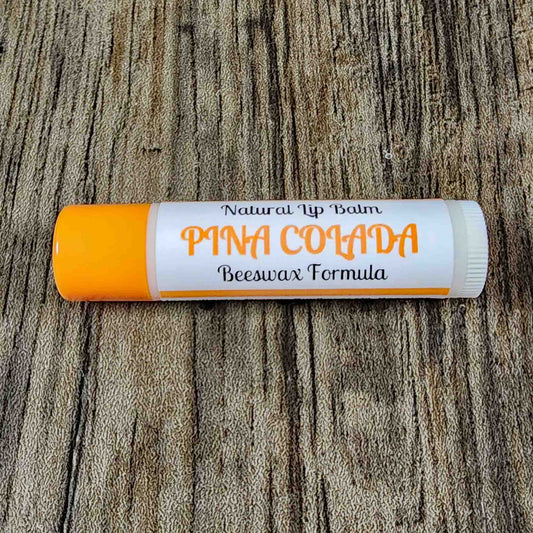 Natural Lip Balm
PINA COLADA
Beeswax Formula